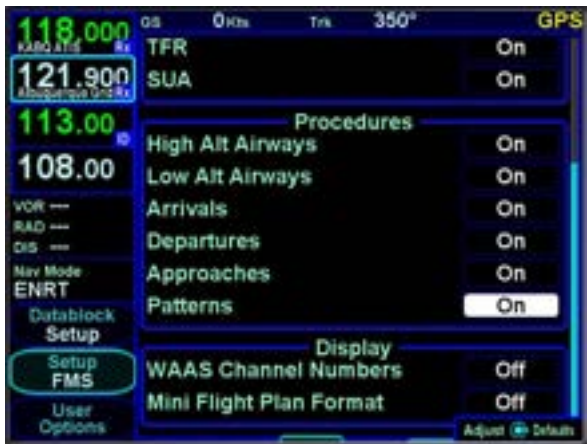 118.000
KABQ ATIS Rx
121.900
Albuquerque Gnd Rx
113.00
ID
108.00
VOR ---
RAD ---
DIS ---
Nav Mode
ENRT
Datablock
Setup
Setup
FMS
User
Options
GS 0Kts Trk 350° GPS
TFR On
SUA On
Procedures
High Alt Airways On
Low Alt Airways On
Arrivals On
Departures On
Approaches On
Patterns On
Display
WAAS Channel Numbers Off
Mini Flight Plan Format Off
Adjust Defaults